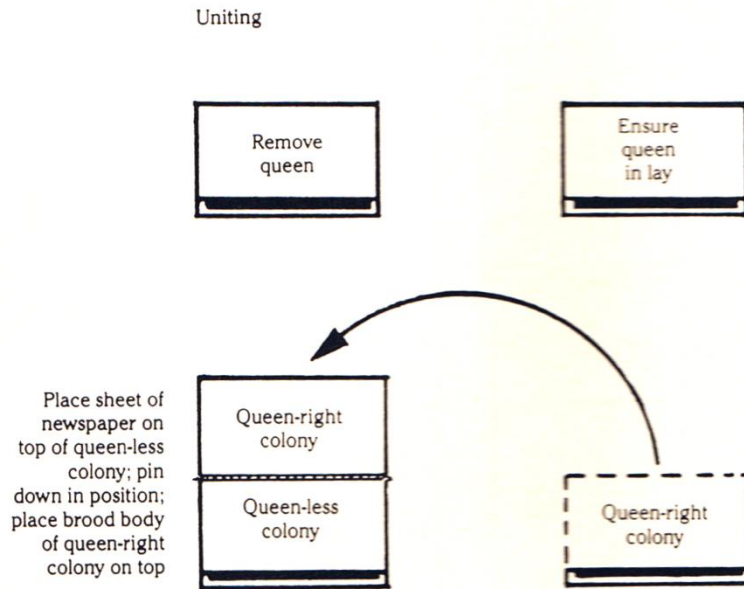 Uniting
Remove
queen
Ensure
queen
in lay
Place sheet of
newspaper on
top of queen-less
colony; pin
down in position;
place brood body
of queen-right
colony on top
Queen-right
colony
Queen-less
colony
Queen-right
colony